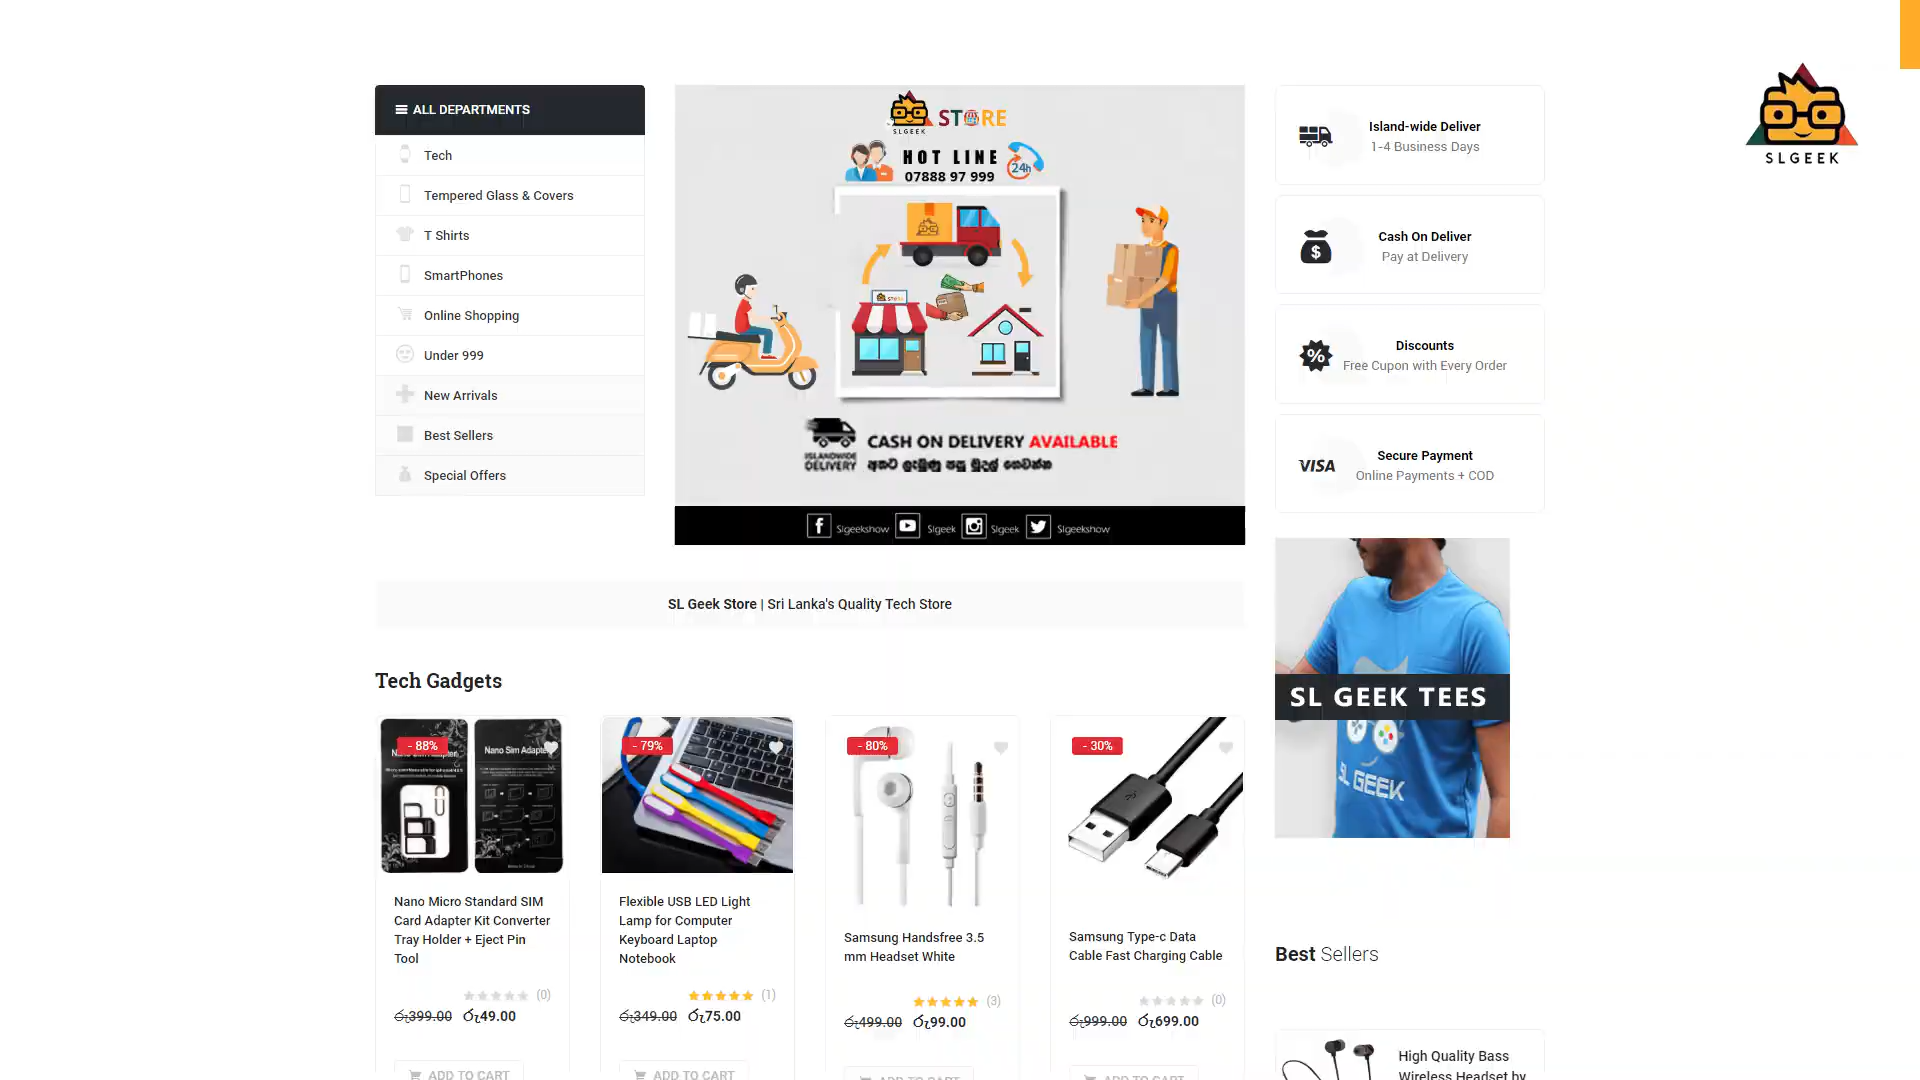 ALL DEPARTMENTS
Tech
Tempered Glass & Covers
T Shirts
SmartPhones
Online Shopping
Under 999
New Arrivals
Best Sellers
Special Offers
SLGEEK
STORE
HOT LINE
07888 97 999
24h
CASH ON DELIVERY AVAILABLE
ISLANDWIDE
DELIVERY
අතට ලැබුණු පසු මුදල් ගෙවන්න
Slgeekshow
Slgeek
Slgeek
Slgeekshow
Island-wide Deliver
1-4 Business Days
Cash On Deliver
Pay at Delivery
Discounts
Free Cupon with Every Order
VISA
Secure Payment
Online Payments + COD
SLGEEK
SL GEEK TEES
SL GEEK
SL Geek Store | Sri Lanka's Quality Tech Store
Tech Gadgets
- 88%
Nano Sim Adapter
Nano Micro Standard SIM
Card Adapter Kit Converter
Tray Holder + Eject Pin
Tool
(0)
රු399.00 රු49.00
ADD TO CART
- 79%
Flexible USB LED Light
Lamp for Computer
Keyboard Laptop
Notebook
(1)
රු349.00 රු75.00
ADD TO CART
- 80%
Samsung Handsfree 3.5
mm Headset White
(3)
රු499.00 රු99.00
ADD TO CART
- 30%
Samsung Type-c Data
Cable Fast Charging Cable
(0)
රු999.00 රු699.00
ADD TO CART
Best Sellers
High Quality Bass
Wireless Headset by